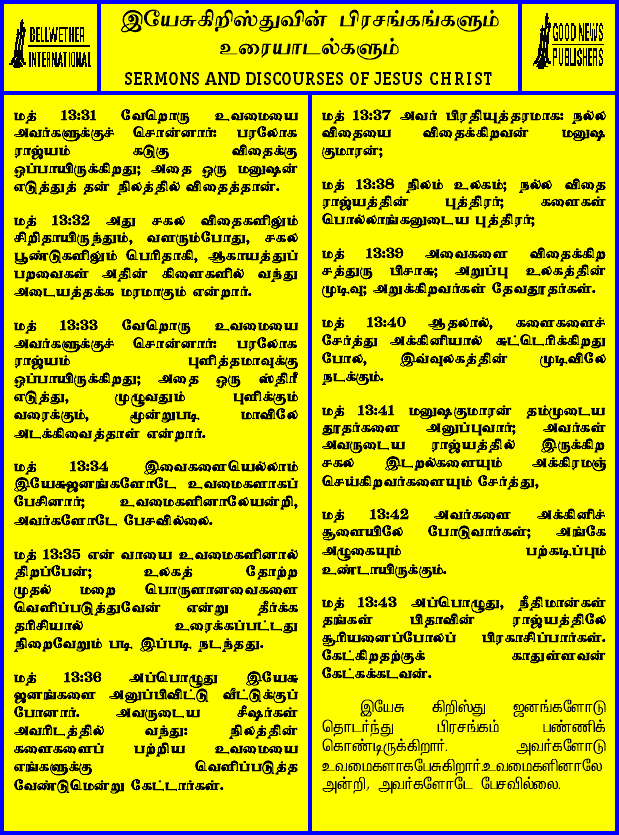 BELLWETHER
INTERNATIONAL
இயேசுகிறிஸ்துவின் பிரசங்கங்களும்
உரையாடல்களும்
SERMONS AND DISCOURSES OF JESUS CHRIST
GOOD NEWS
PUBLISHERS
மத் 13:31 வேறொரு உவமையை
அவர்களுக்குச் சொன்னார்: பரலோக
ராஜ்யம் கடுகு விதைக்கு
ஒப்பாயிருக்கிறது; அதை ஒரு மனுஷன்
எடுத்துத் தன் நிலத்தில் விதைத்தான்.
மத் 13:32 அது சகல விதைகளிலும்
சிறிதாயிருந்தும், வளரும்போது, சகல
பூண்டுகளிலும் பெரிதாகி, ஆகாயத்துப்
பறவைகள் அதின் கிளைகளில் வந்து
அடையத்தக்க மரமாகும் என்றார்.
மத் 13:33 வேறொரு உவமையை
அவர்களுக்குச் சொன்னார்: பரலோக
ராஜ்யம் புளித்தமாவுக்கு
ஒப்பாயிருக்கிறது; அதை ஒரு ஸ்திரீ
எடுத்து, முழுவதும் புளிக்கும்
வரைக்கும், மூன்றுபடி மாவிலே
அடக்கிவைத்தாள் என்றார்.
மத் 13:34 இவைகளையெல்லாம்
இயேசுஜனங்களோடே உவமைகளாகப்
பேசினார்; உவமைகளினாலேயன்றி,
அவர்களோடே பேசவில்லை.
மத் 13:35 என் வாயை உவமைகளினால்
திறப்பேன்; உலகத் தோற்ற
முதல் மறை பொருளானவைகளை
வெளிப்படுத்துவேன் என்று தீர்க்க
தரிசியால் உரைக்கப்பட்டது
நிறைவேறும் படி இப்படி நடந்தது.
மத் 13:36 அப்பொழுது இயேசு
ஜனங்களை அனுப்பிவிட்டு வீட்டுக்குப்
போனார். அவருடைய சீஷர்கள்
அவரிடத்தில் வந்து: நிலத்தின்
களைகளைப் பற்றிய உவமையை
எங்களுக்கு வெளிப்படுத்த
வேண்டுமென்று கேட்டார்கள்.
மத் 13:37 அவர் பிரதியுத்தரமாக: நல்ல
விதையை விதைக்கிறவன் மனுஷ
குமாரன்;
மத் 13:38 நிலம் உலகம்; நல்ல விதை
ராஜ்யத்தின் புத்திரர்; களைகள்
பொல்லாங்கனுடைய புத்திரர்;
மத் 13:39 அவைகளை விதைக்கிற
சத்துரு பிசாசு; அறுப்பு உலகத்தின்
முடிவு; அறுக்கிறவர்கள் தேவதூதர்கள்.
மத் 13:40 ஆதலால், களைகளைச்
சேர்த்து அக்கினியால் சுட்டெரிக்கிறது
போல, இவ்வுலகத்தின் முடிவிலே
நடக்கும்.
மத் 13:41 மனுஷகுமாரன் தம்முடைய
தூதர்களை அனுப்புவார்; அவர்கள்
அவருடைய ராஜ்யத்தில் இருக்கிற
சகல இடறல்களையும் அக்கிரமஞ்
செய்கிறவர்களையும் சேர்த்து,
மத் 13:42 அவர்களை அக்கினிச்
சூளையிலே போடுவார்கள்; அங்கே
அழுகையும் பற்கடிப்பும்
உண்டாயிருக்கும்.
மத் 13:43 அப்பொழுது, நீதிமான்கள்
தங்கள் பிதாவின் ராஜ்யத்திலே
சூரியனைப்போலப் பிரகாசிப்பார்கள்.
கேட்கிறதற்குக் காதுள்ளவன்
கேட்கக்கடவன்.
இயேசு கிறிஸ்து ஜனங்களோடு
தொடர்ந்து பிரசங்கம் பண்ணிக்
கொண்டிருக்கிறார். அவர்களோடு
உவமைகளாகபேசுகிறார்.உவமைகளினாலே
அன்றி, அவர்களோடே பேசவில்லை.